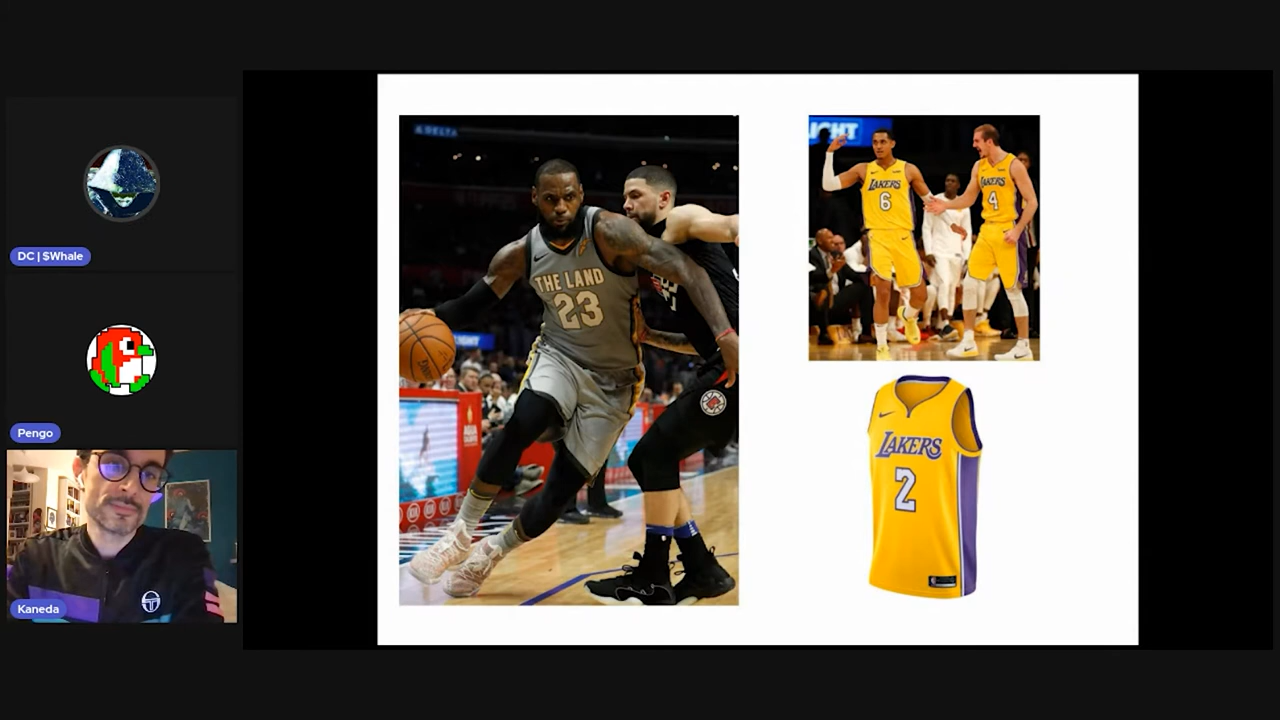 DC | $Whale
Pengo
Kaneda
DELTA
THE LAND
23
LIGHT
LAKERS
6
LAKERS
4
LAKERS
2